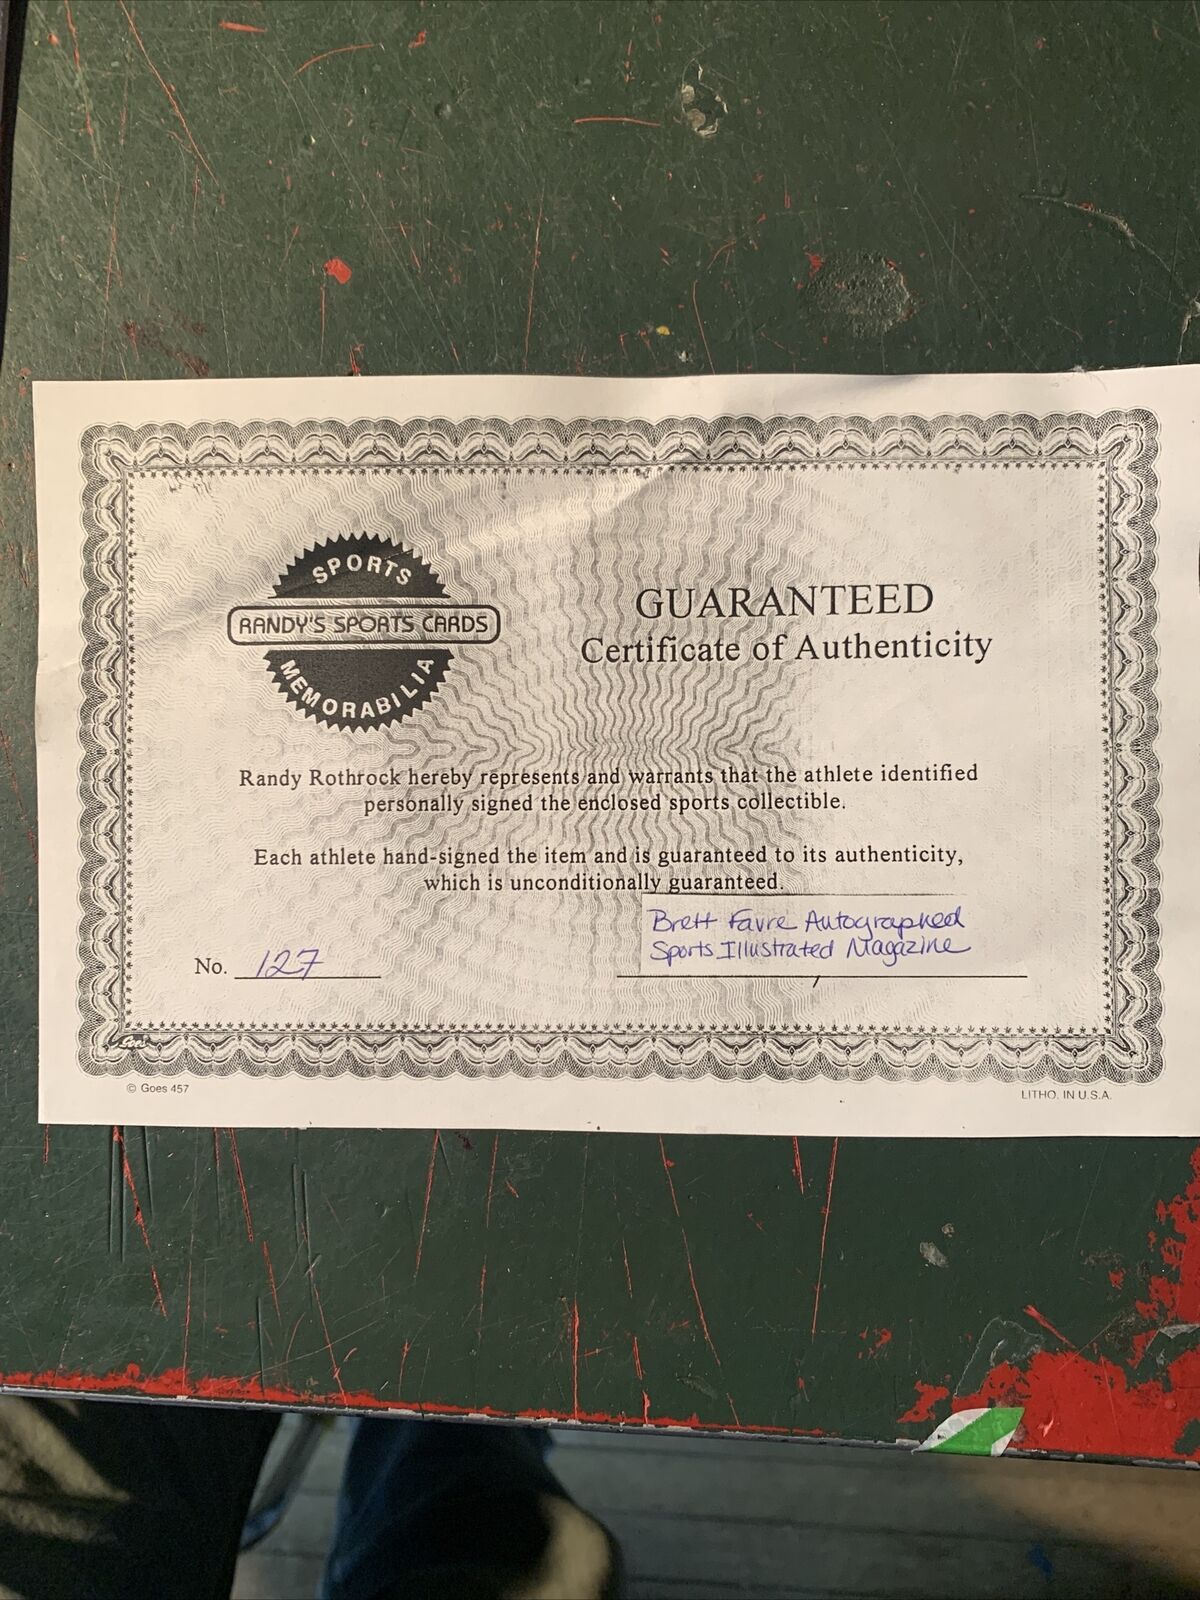 SPORTS
RANDY'S SPORTS CARDS
MEMORABILIA
GUARANTEED
Certificate of Authenticity
Randy Rothrock hereby represents and warrants that the athlete identified
personally signed the enclosed sports collectible.
Each athlete hand-signed the item and is guaranteed to its authenticity,
which is unconditionally guaranteed.
Brett Favre Autographed
Sports Illustrated Magazine
No. 127
Goes
© Goes 457
LITHO. IN U.S.A.